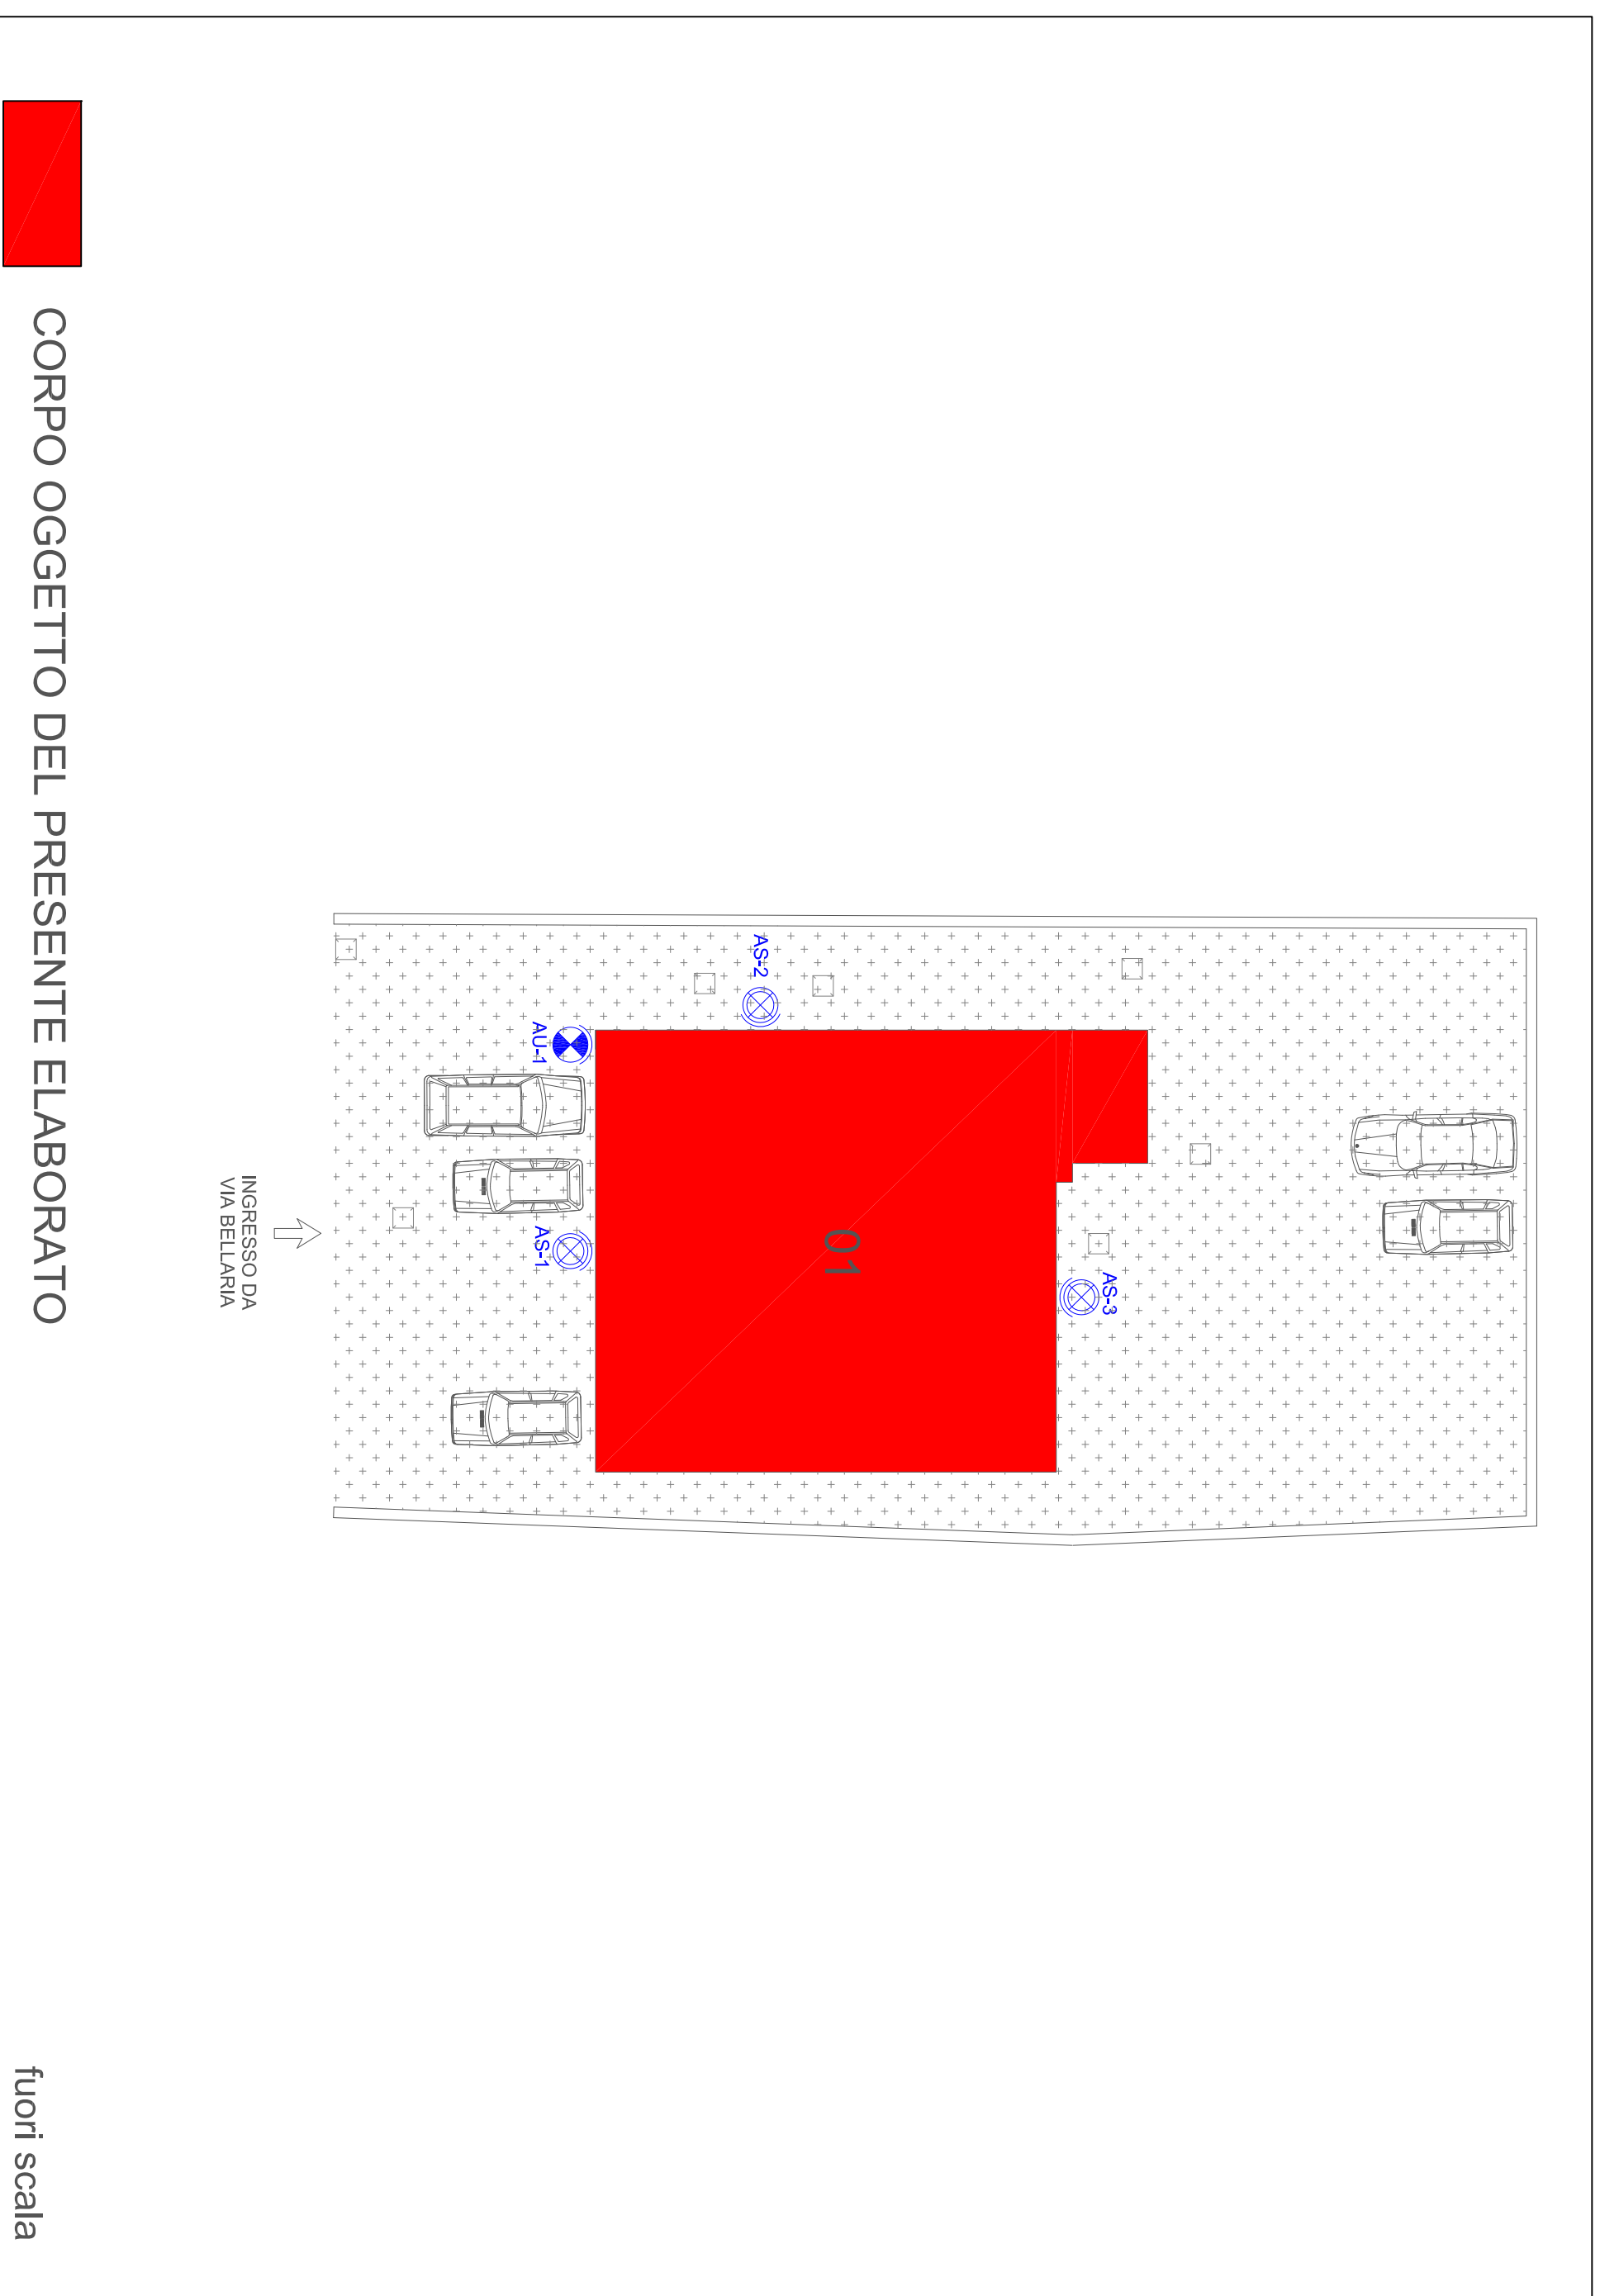 AS-3
AS-2
01
AU-1
AS-1
INGRESSO DA
VIA BELLARIA
CORPO OGGETTO DEL PRESENTE ELABORATO
fuori scala